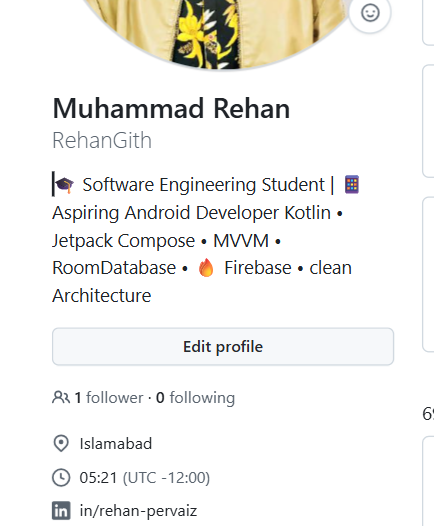 Muhammad Rehan
RehanGith
🎓 Software Engineering Student | 📱
Aspiring Android Developer Kotlin •
Jetpack Compose • MVVM •
RoomDatabase • 🔥 Firebase • clean
Architecture
Edit profile
1 follower · 0 following
Islamabad
05:21 (UTC -12:00)
in/rehan-pervaiz